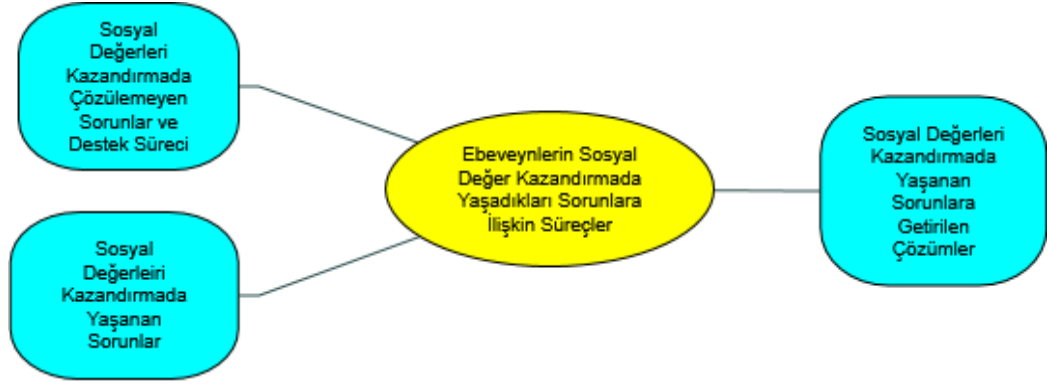 Sosyal
Değerleri
Kazandırmada
Çözülemeyen
Sorunlar ve
Destek Süreci
Ebeveynlerin Sosyal
Değer Kazandırmada
Yaşadıkları Sorunlara
İlişkin Süreçler
Sosyal Değerleri
Kazandırmada
Yaşanan
Sorunlara
Getirilen
Çözümler
Sosyal
Değerleiri
Kazandırmada
Yaşanan
Sorunlar